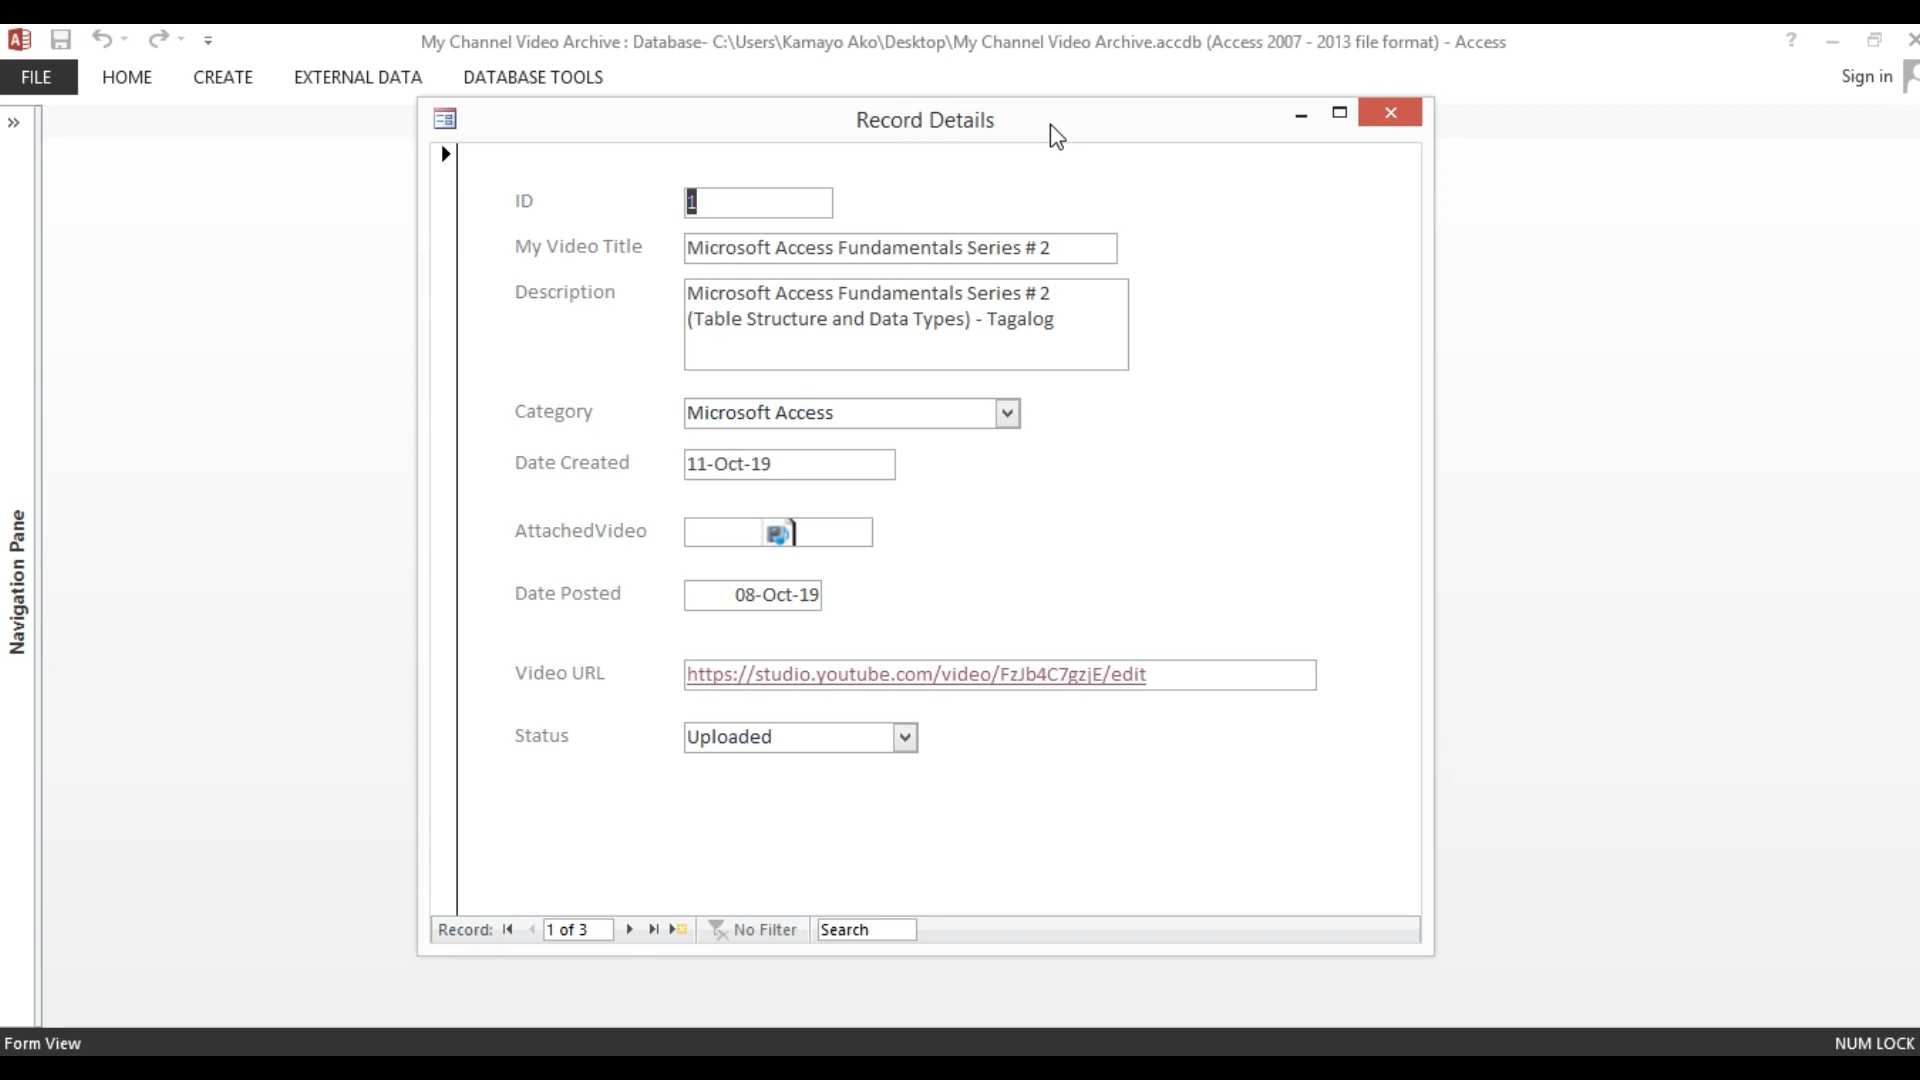 My Channel Video Archive : Database- C:\Users\Kamayo Ako\Desktop\My Channel Video Archive.accdb (Access 2007 - 2013 file format) - Access
?
FILE HOME CREATE EXTERNAL DATA DATABASE TOOLS
Sign in
»
Record Details
ID 1
My Video Title Microsoft Access Fundamentals Series # 2
Description Microsoft Access Fundamentals Series # 2
(Table Structure and Data Types) - Tagalog
Category Microsoft Access
Date Created 11-Oct-19
AttachedVideo
Date Posted 08-Oct-19
Video URL https://studio.youtube.com/video/FzJb4C7gzjE/edit
Status Uploaded
Navigation Pane
Record: 1 of 3 No Filter Search
Form View
NUM LOCK